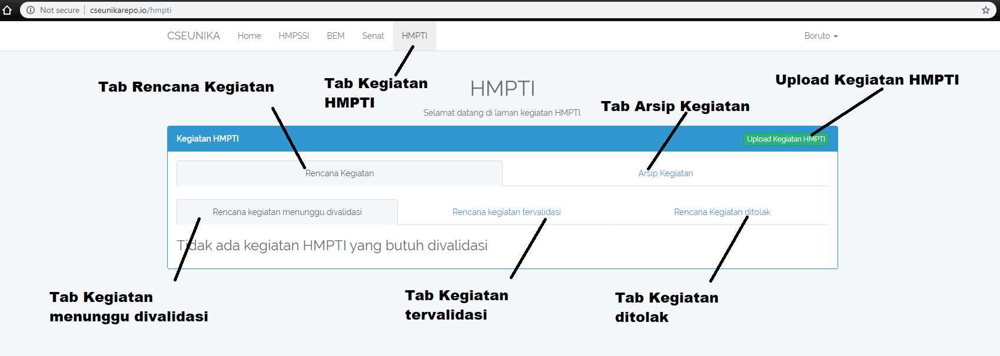 Not secure | cseunikarepo.io/hmpti
CSEUNIKA Home HMPSSI BEM Senat HMPTI Boruto
Tab Rencana Kegiatan
Tab Kegiatan
HMPTI
HMPTI
Upload Kegiatan HMPTI
Selamat datang di laman kegiatan HMPTI.
Tab Arsip Kegiatan
Kegiatan HMPTI
Upload Kegiatan HMPTI
Rencana Kegiatan
Arsip Kegiatan
Rencana kegiatan menunggu divalidasi
Rencana kegiatan tervalidasi
Rencana Kegiatan ditolak
Tidak ada kegiatan HMPTI yang butuh divalidasi
Tab Kegiatan
menunggu divalidasi
Tab Kegiatan
tervalidasi
Tab Kegiatan
ditolak